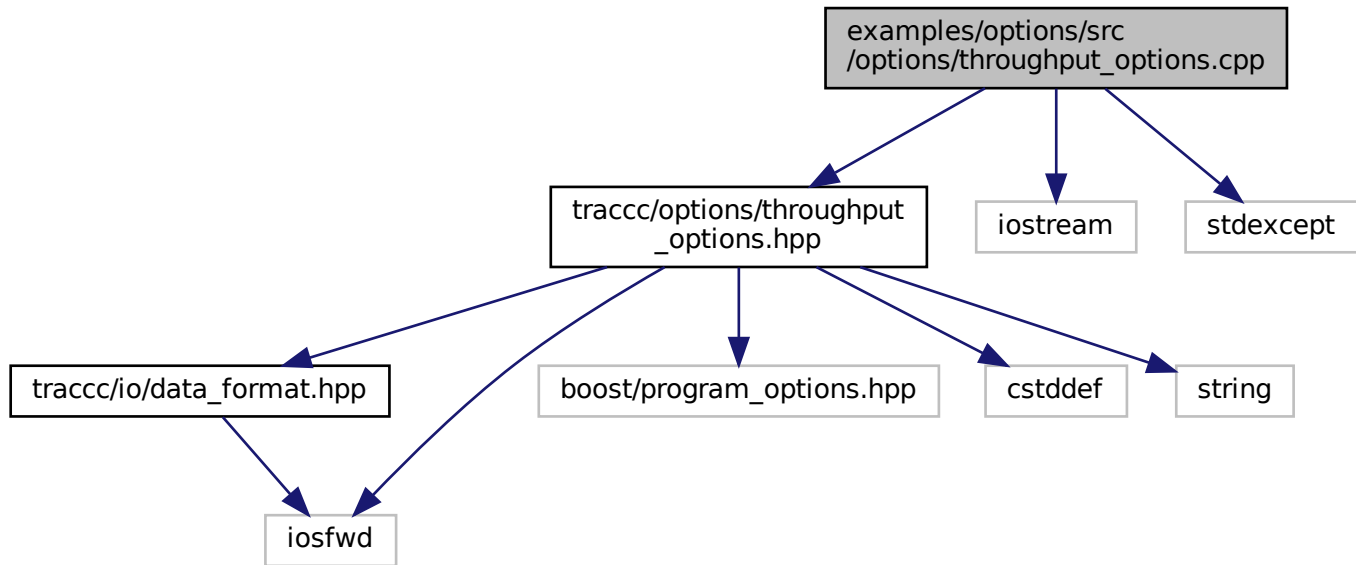 examples/options/src
/options/throughput_options.cpp
traccc/options/throughput
_options.hpp
iostream
stdexcept
traccc/io/data_format.hpp
boost/program_options.hpp
cstddef
string
iosfwd